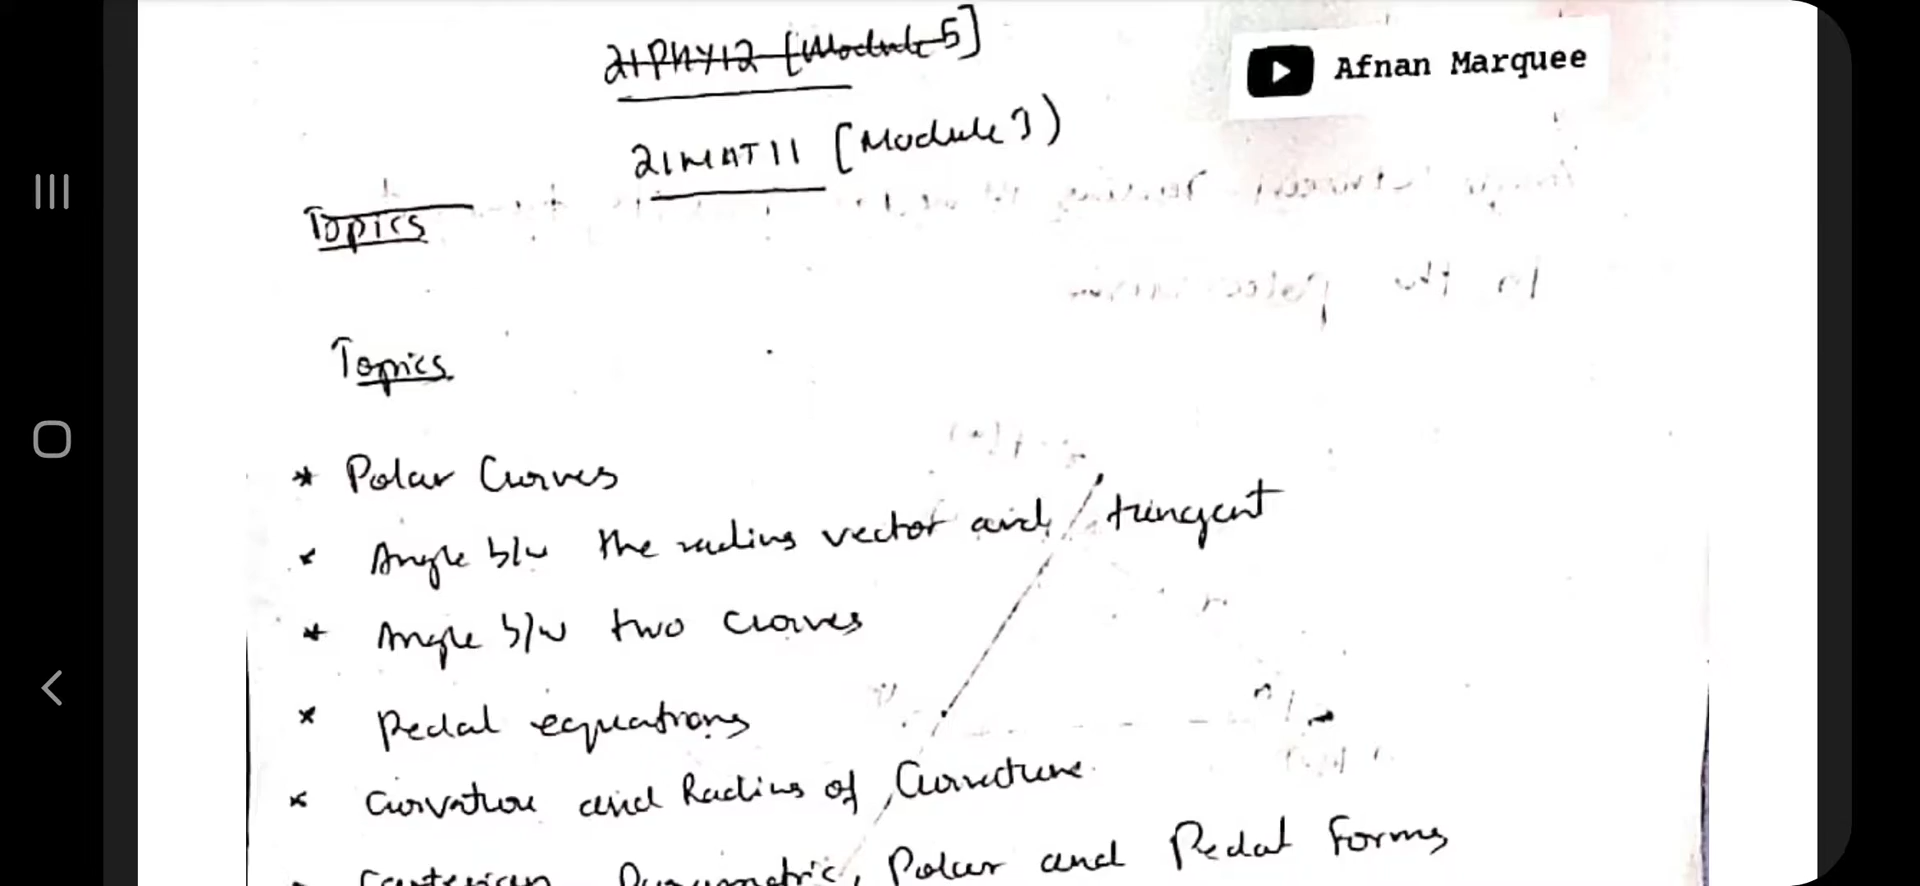 21PHY12 [Module 5]
Afnan Marquee
21MAT11 [Module 1)
Topics
Topics
* Polar Curves
* Angle b/w the radius vector and tangent
* Angle b/w two curves
* Pedal equations
* Curvature and Radius of Curvature
Cartesian, Parametric, Polar and Pedal Forms